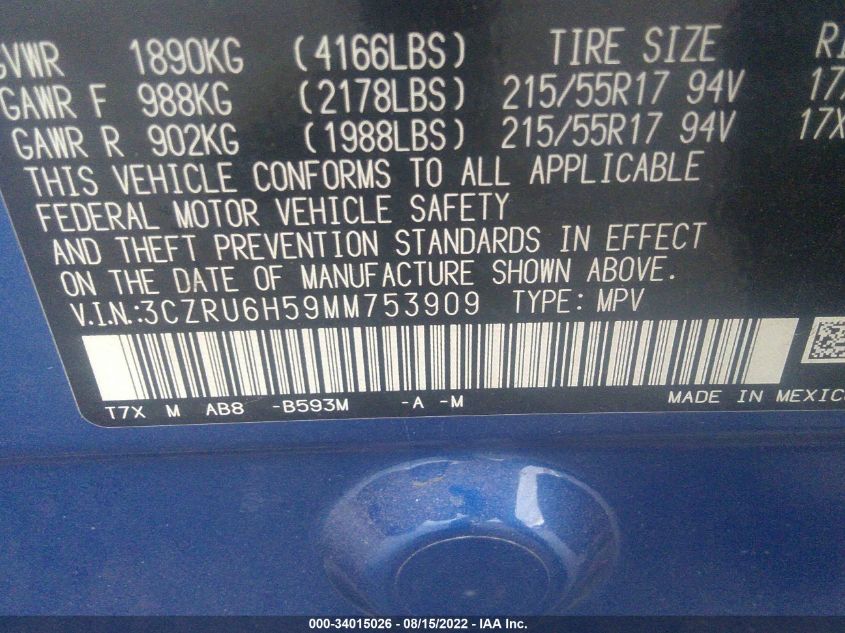 GVWR 1890KG (4166LBS) TIRE SIZE
GAWR F 988KG (2178LBS) 215/55R17 94V
GAWR R 902KG (1988LBS) 215/55R17 94V
THIS VEHICLE CONFORMS TO ALL APPLICABLE
FEDERAL MOTOR VEHICLE SAFETY
AND THEFT PREVENTION STANDARDS IN EFFECT
ON THE DATE OF MANUFACTURE SHOWN ABOVE.
V.I.N.:3CZRU6H59MM753909 TYPE: MPV
T7X M AB8 -B593M -A -M MADE IN MEXICO
000-34015026 - 08/15/2022 - IAA Inc.